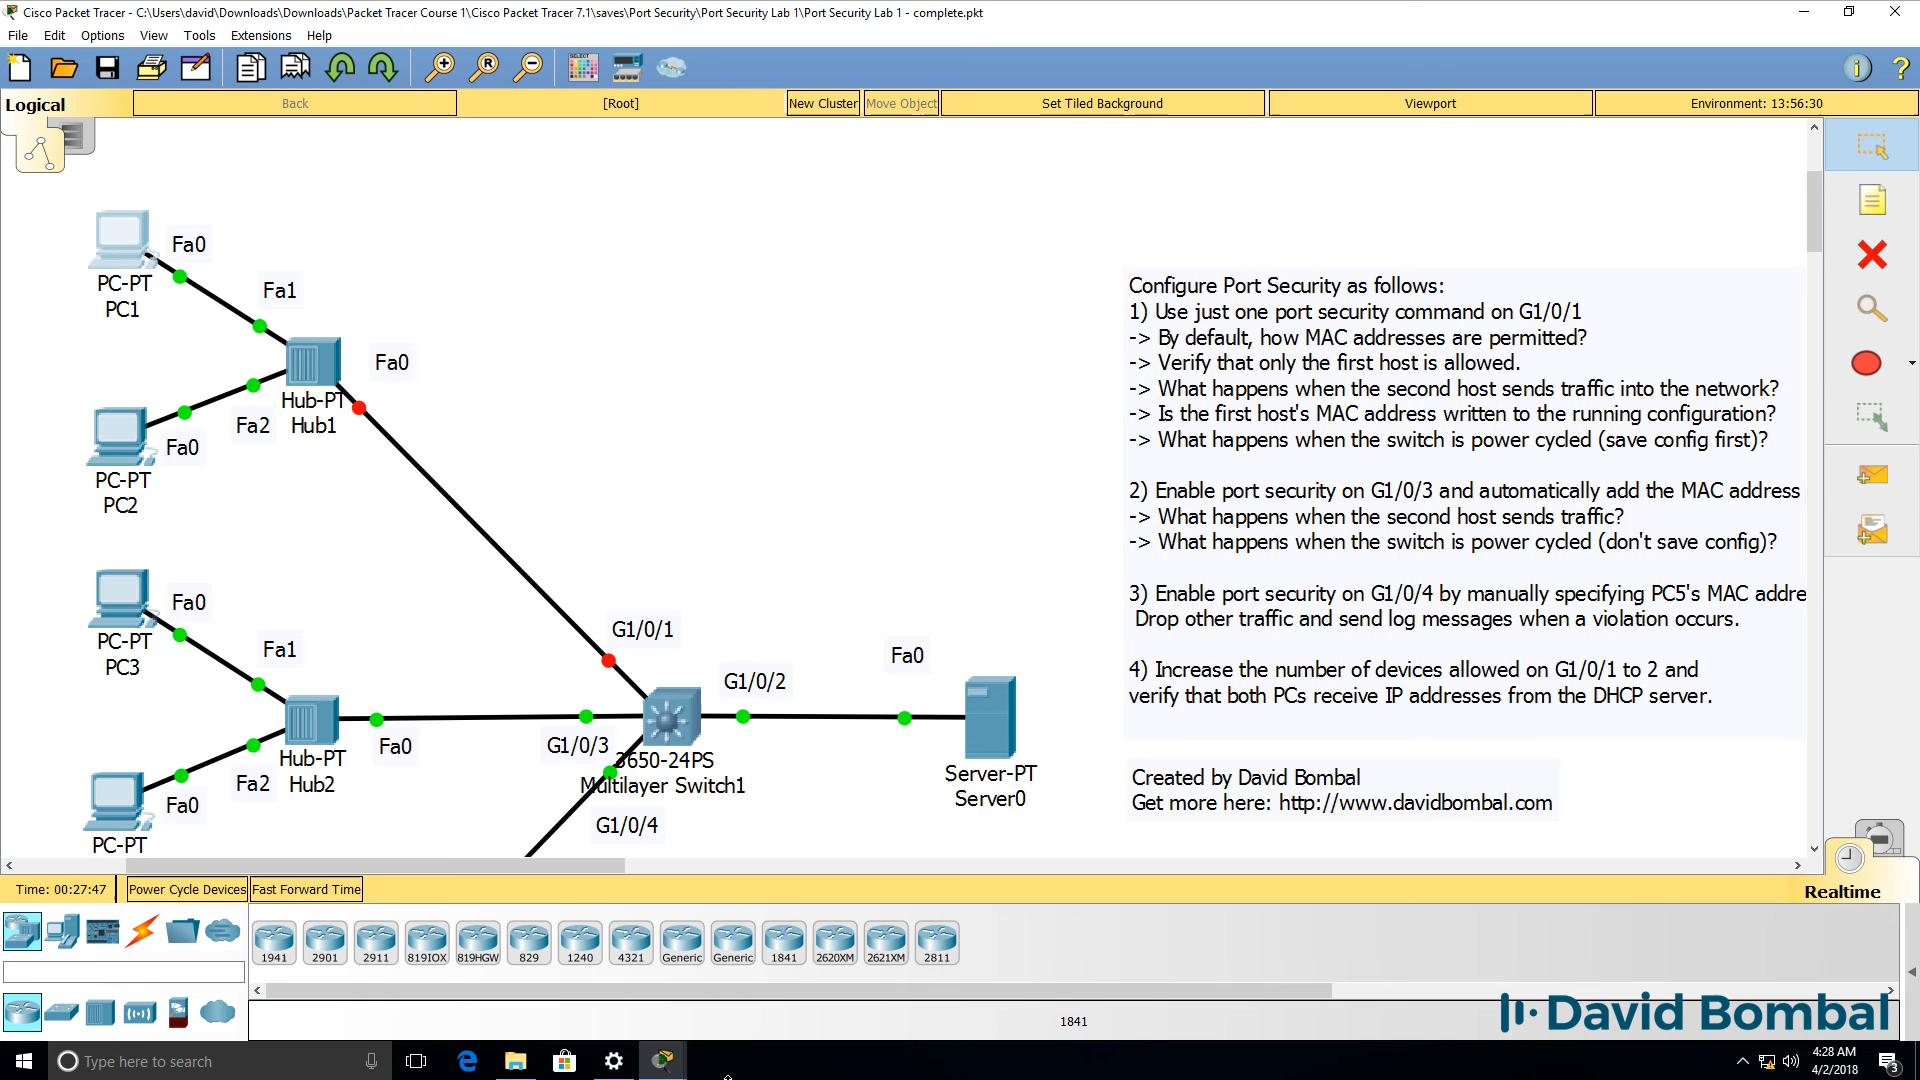 Cisco Packet Tracer - C:\Users\david\Downloads\Downloads\Packet Tracer Course 1\Cisco Packet Tracer 7.1\saves\Port Security\Port Security Lab 1\Port Security Lab 1 - complete.pkt
File Edit Options View Tools Extensions Help
Logical Back [Root] New Cluster Move Object Set Tiled Background Viewport Environment: 13:56:30
Fa0
PC-PT
PC1
Fa1
Fa0
Hub-PT
Hub1
Fa2
Fa0
PC-PT
PC2
Fa0
PC-PT
PC3
Fa1
Hub-PT
Hub2
Fa0
Fa2
Fa0
PC-PT
G1/0/1
G1/0/2
Fa0
G1/0/3
3650-24PS
Multilayer Switch1
G1/0/4
Server-PT
Server0
Configure Port Security as follows:
1) Use just one port security command on G1/0/1
-> By default, how MAC addresses are permitted?
-> Verify that only the first host is allowed.
-> What happens when the second host sends traffic into the network?
-> Is the first host's MAC address written to the running configuration?
-> What happens when the switch is power cycled (save config first)?
2) Enable port security on G1/0/3 and automatically add the MAC address
-> What happens when the second host sends traffic?
-> What happens when the switch is power cycled (don't save config)?
3) Enable port security on G1/0/4 by manually specifying PC5's MAC addre
Drop other traffic and send log messages when a violation occurs.
4) Increase the number of devices allowed on G1/0/1 to 2 and
verify that both PCs receive IP addresses from the DHCP server.
Created by David Bombal
Get more here: http://www.davidbombal.com
Time: 00:27:47 Power Cycle Devices Fast Forward Time Realtime
1941 2901 2911 819IOX 819HGW 829 1240 4321 Generic Generic 1841 2620XM 2621XM 2811
1841
David Bombal
Type here to search
4:28 AM
4/2/2018
3